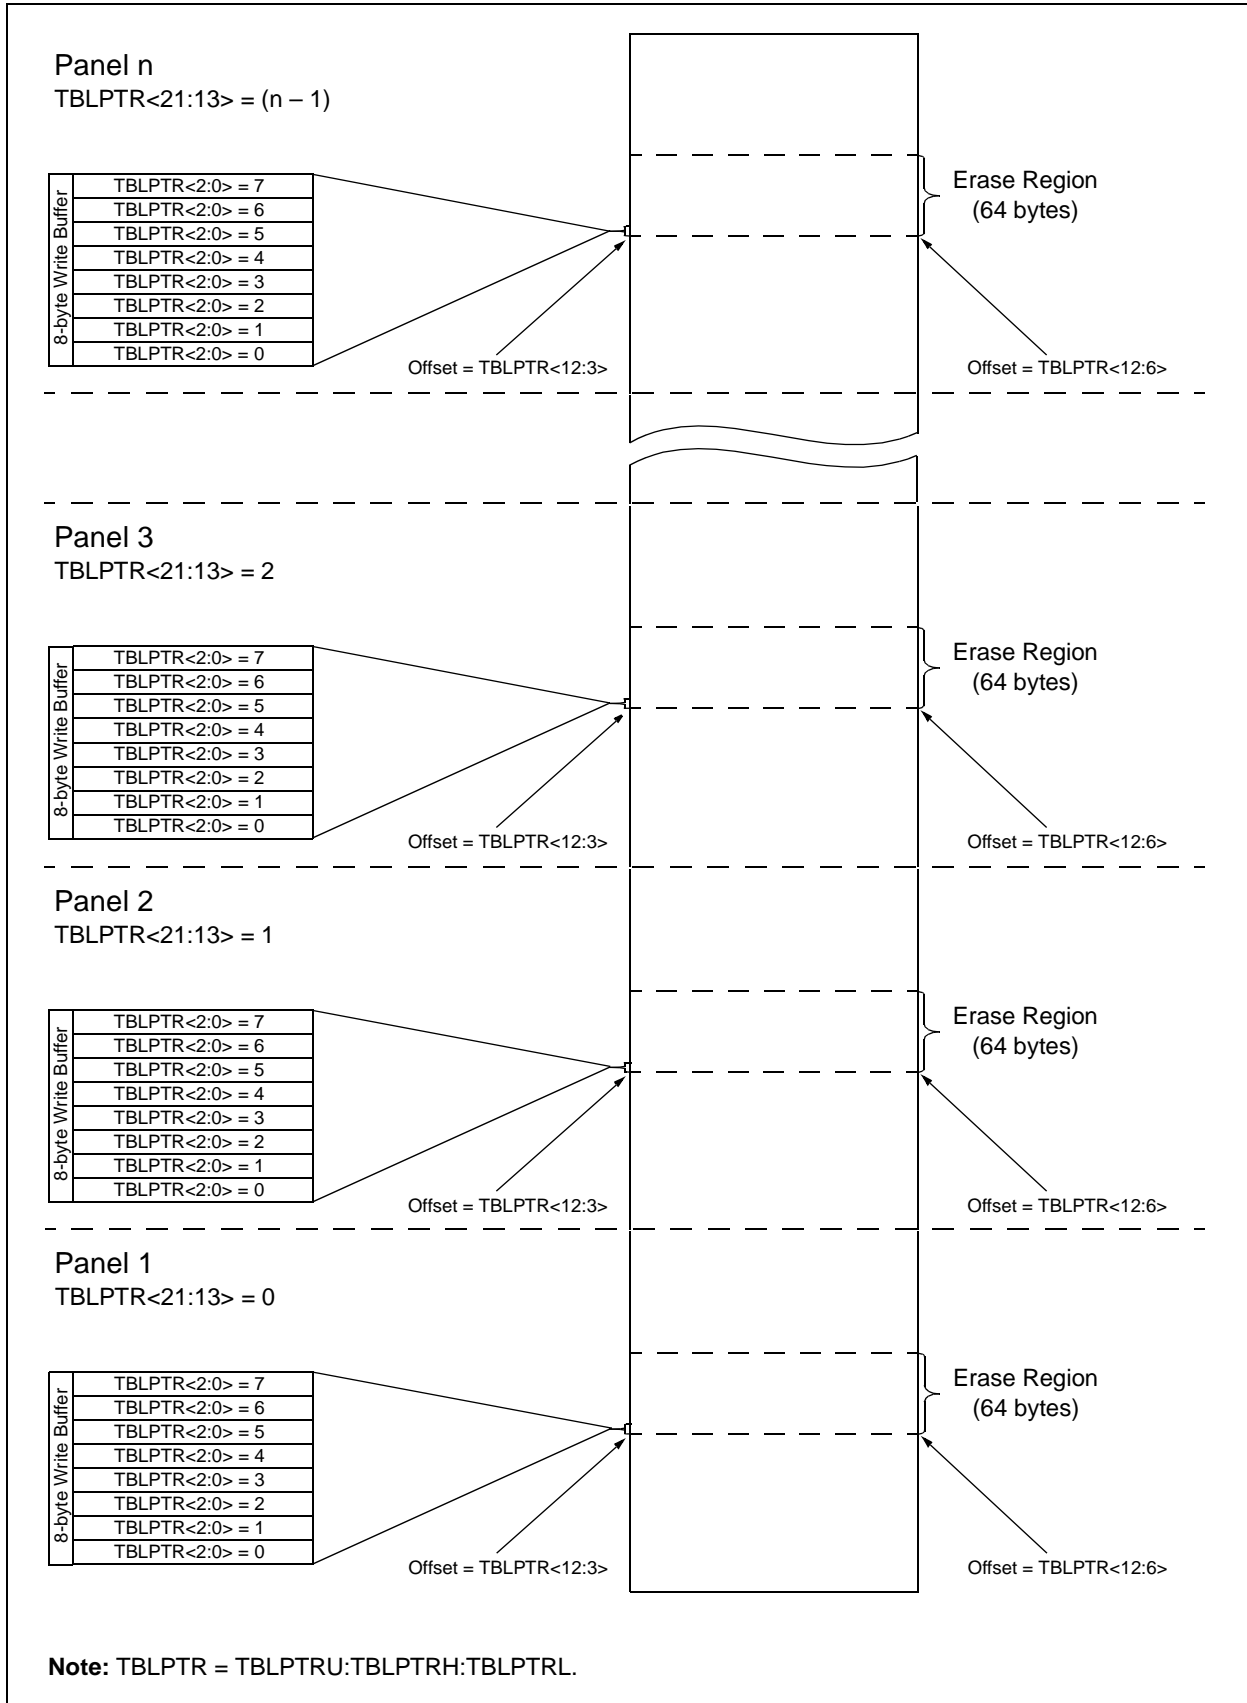 Panel n
TBLPTR<21:13> = (n – 1)
8-byte Write Buffer
TBLPTR<2:0> = 7
TBLPTR<2:0> = 6
TBLPTR<2:0> = 5
TBLPTR<2:0> = 4
TBLPTR<2:0> = 3
TBLPTR<2:0> = 2
TBLPTR<2:0> = 1
TBLPTR<2:0> = 0
Offset = TBLPTR<12:3>
Erase Region
(64 bytes)
Offset = TBLPTR<12:6>
Panel 3
TBLPTR<21:13> = 2
8-byte Write Buffer
TBLPTR<2:0> = 7
TBLPTR<2:0> = 6
TBLPTR<2:0> = 5
TBLPTR<2:0> = 4
TBLPTR<2:0> = 3
TBLPTR<2:0> = 2
TBLPTR<2:0> = 1
TBLPTR<2:0> = 0
Offset = TBLPTR<12:3>
Erase Region
(64 bytes)
Offset = TBLPTR<12:6>
Panel 2
TBLPTR<21:13> = 1
8-byte Write Buffer
TBLPTR<2:0> = 7
TBLPTR<2:0> = 6
TBLPTR<2:0> = 5
TBLPTR<2:0> = 4
TBLPTR<2:0> = 3
TBLPTR<2:0> = 2
TBLPTR<2:0> = 1
TBLPTR<2:0> = 0
Offset = TBLPTR<12:3>
Erase Region
(64 bytes)
Offset = TBLPTR<12:6>
Panel 1
TBLPTR<21:13> = 0
8-byte Write Buffer
TBLPTR<2:0> = 7
TBLPTR<2:0> = 6
TBLPTR<2:0> = 5
TBLPTR<2:0> = 4
TBLPTR<2:0> = 3
TBLPTR<2:0> = 2
TBLPTR<2:0> = 1
TBLPTR<2:0> = 0
Offset = TBLPTR<12:3>
Erase Region
(64 bytes)
Offset = TBLPTR<12:6>
Note: TBLPTR = TBLPTRU:TBLPTRH:TBLPTRL.